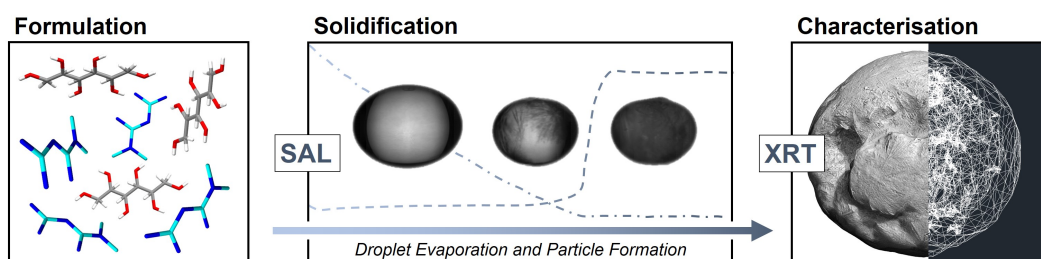 Formulation
Solidification
Characterisation
SAL
XRT
Droplet Evaporation and Particle Formation